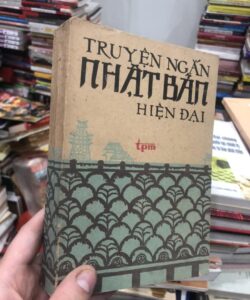 TRUYỆN NGẮN
NHẬT BẢN
HIỆN ĐẠI
tpm